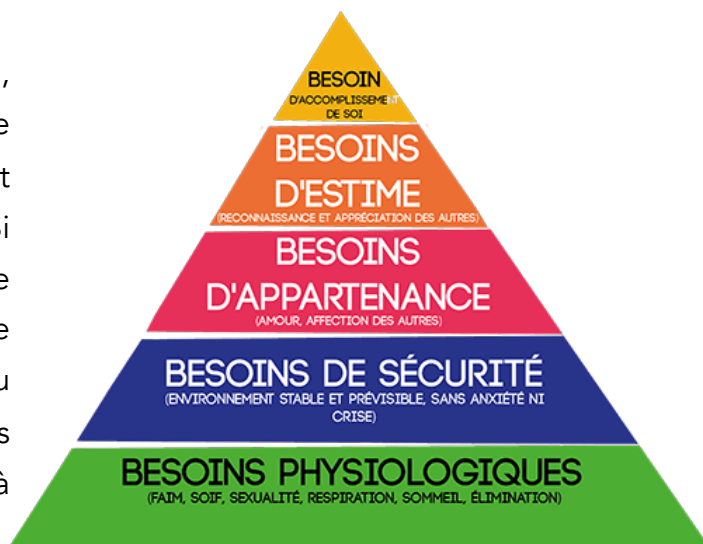 BESOIN
D'ACCOMPLISSEMENT
DE SOI
BESOINS
D'ESTIME
(RECONNAISSANCE ET APPRÉCIATION DES AUTRES)
BESOINS
D'APPARTENANCE
(AMOUR, AFFECTION DES AUTRES)
BESOINS DE SÉCURITÉ
(ENVIRONNEMENT STABLE ET PRÉVISIBLE, SANS ANXIÉTÉ NI
CRISE)
BESOINS PHYSIOLOGIQUES
(FAIM, SOIF, SEXUALITÉ, RESPIRATION, SOMMEIL, ÉLIMINATION)
à